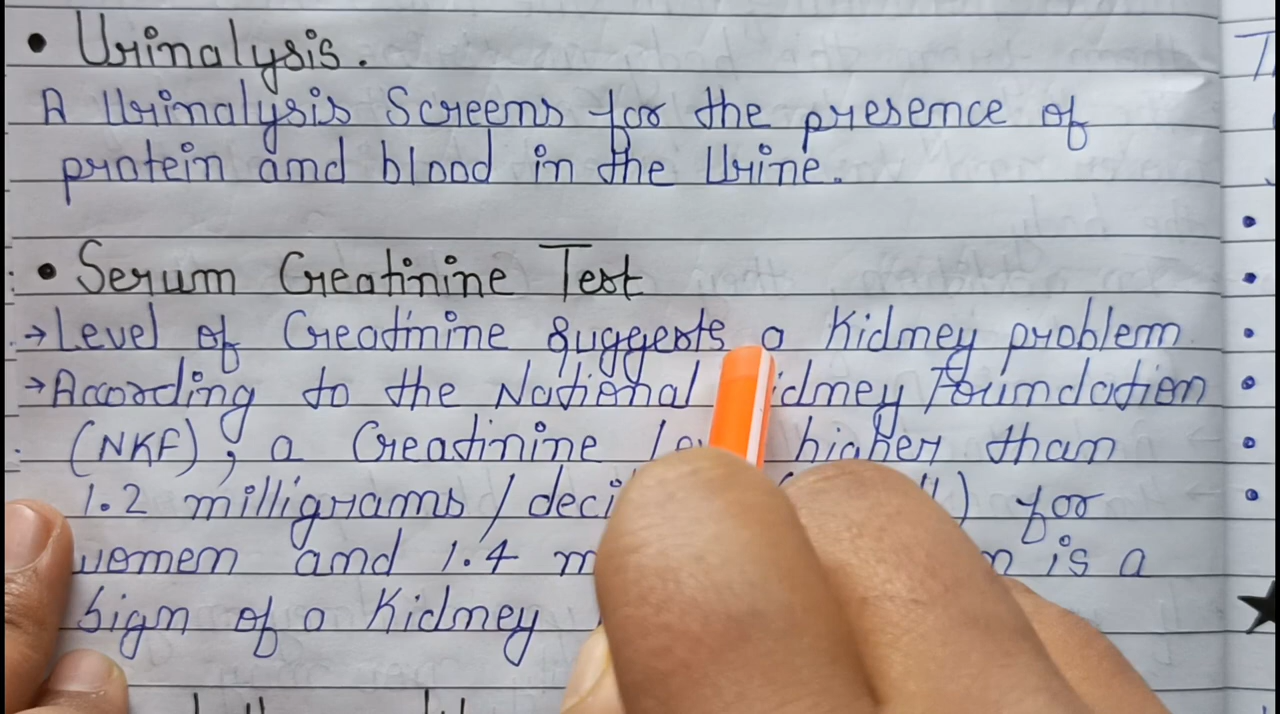 • Urinalysis.
A Urinalysis Screens for the presence of
protein and blood in the Urine.
• Serum Creatinine Test
→ Level of Creatinine suggests a Kidney problem
→ According to the National Kidney Foundation
(NKF), a Creatinine higher than
1.2 milligrams / for
women and 1.4 is a
Sign of a Kidney